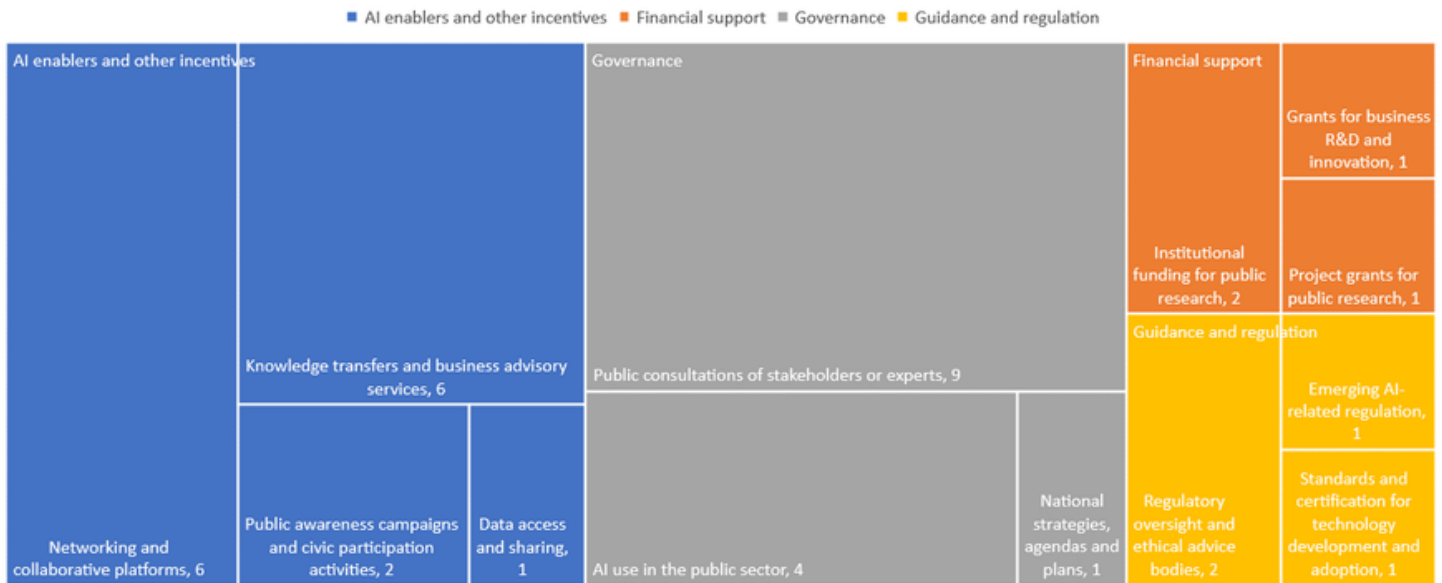 AI enablers and other incentives Financial support Governance Guidance and regulation
AI enablers and other incentives
Networking and
collaborative platforms, 6
Knowledge transfers and business advisory
services, 6
Public awareness campaigns
and civic participation
activities, 2
Data access
and sharing,
1
Governance
Public consultations of stakeholders or experts, 9
AI use in the public sector, 4
National
strategies,
agendas and
plans, 1
Financial support
Institutional
funding for public
research, 2
Grants for business
R&D and
innovation, 1
Project grants for
public research, 1
Guidance and regulation
Regulatory
oversight and
ethical advice
bodies, 2
Emerging AI-
related regulation,
1
Standards and
certification for
technology
development and
adoption, 1